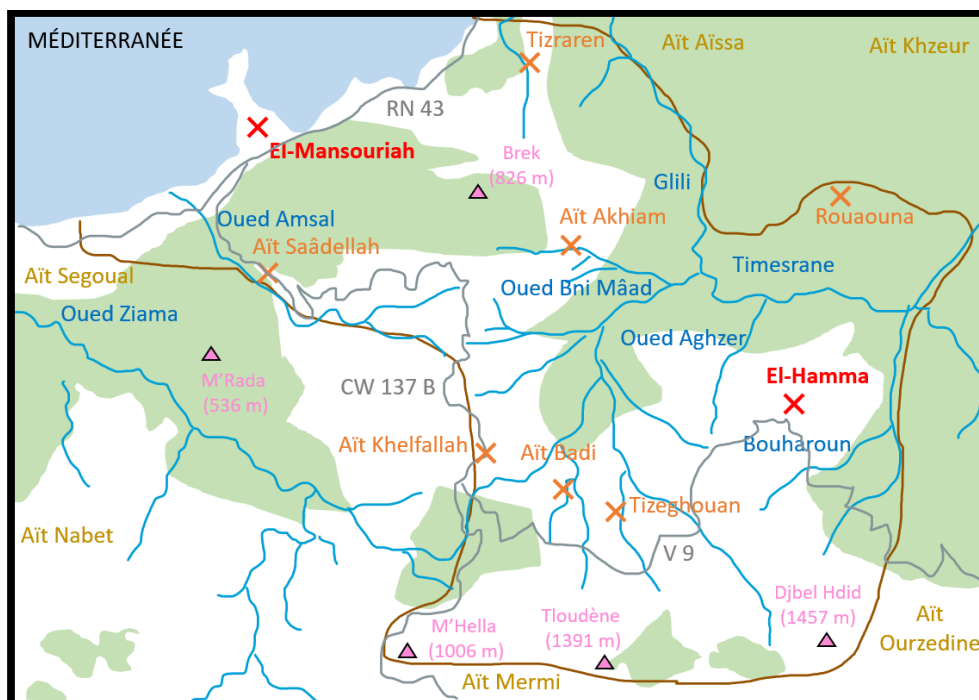 MÉDITERRANÉE
Tizraren
Aït Aïssa
Aït Khzeur
RN 43
El-Mansouriah
Brek
(826 m)
Glili
Rouaouna
Oued Amsal
Aït Akhiam
Aït Saâdellah
Aït Segoual
Timesrane
Oued Bni Mâad
Oued Ziama
Oued Aghzer
M'Rada
(536 m)
CW 137 B
El-Hamma
Aït Khelfallah
Aït Badi
Bouharoun
Tizeghouan
Aït Nabet
V 9
Djbel Hdid
(1457 m)
Tloudène
(1391 m)
M'Hella
(1006 m)
Aït
Ourzedine
Aït Mermi